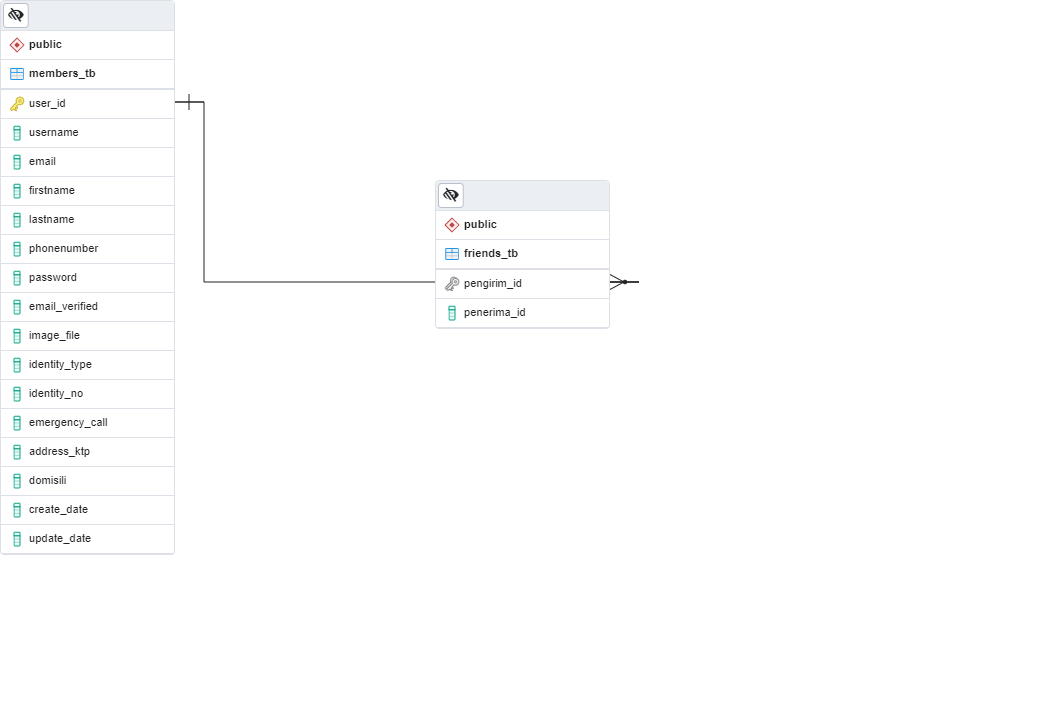 public
members_tb
user_id
username
email
firstname
lastname
phonenumber
password
email_verified
image_file
identity_type
identity_no
emergency_call
address_ktp
domisili
create_date
update_date
public
friends_tb
pengirim_id
penerima_id